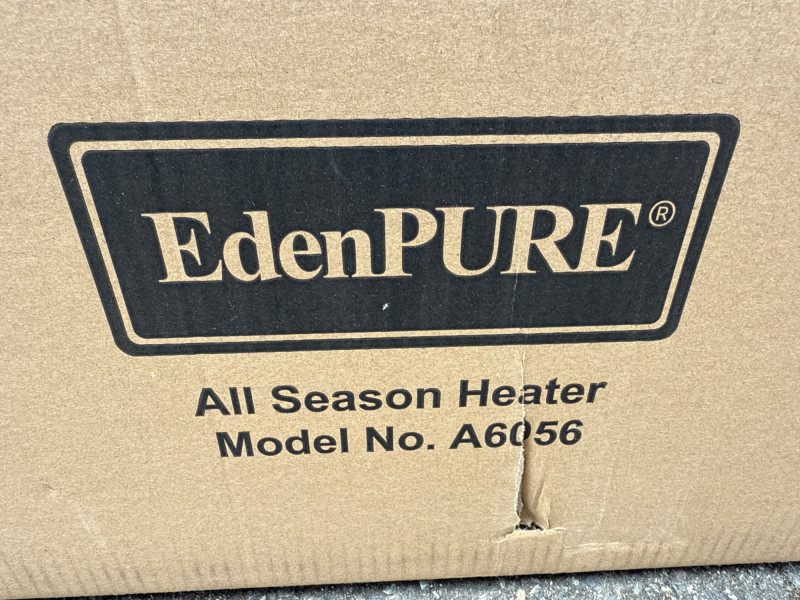 EdenPURE®
All Season Heater
Model No. A6056